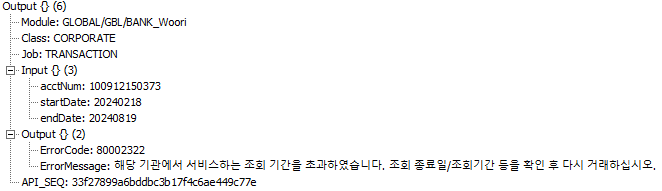 Output {} (6)
Module: GLOBAL/GBL/BANK_Woori
Class: CORPORATE
Job: TRANSACTION
Input {} (3)
acctNum: 100912150373
startDate: 20240218
endDate: 20240819
Output {} (2)
ErrorCode: 80002322
ErrorMessage: 해당 기관에서 서비스하는 조회 기간을 초과하였습니다. 조회 종료일/조회기간 등을 확인 후 다시 거래하십시오.
API_SEQ: 33f27899a6bddbc3b17f4c6ae449c77e